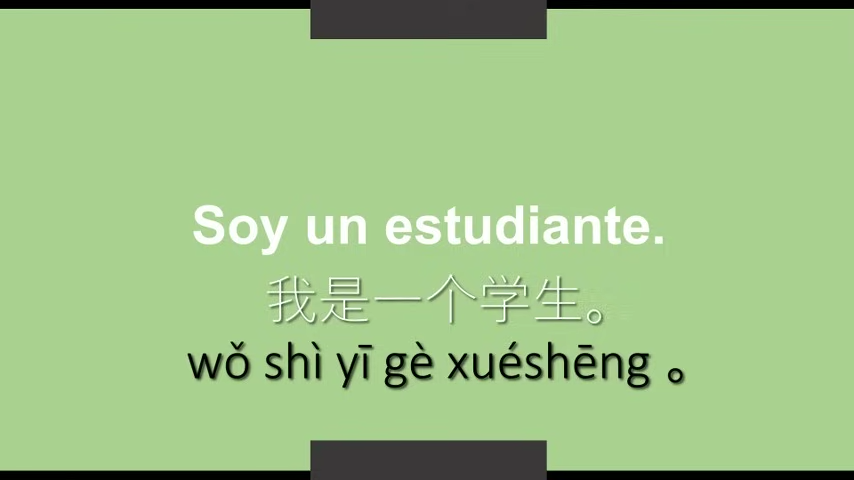 Soy un estudiante.
我是一个学生。
wǒ shì yī gè xuéshēng 。